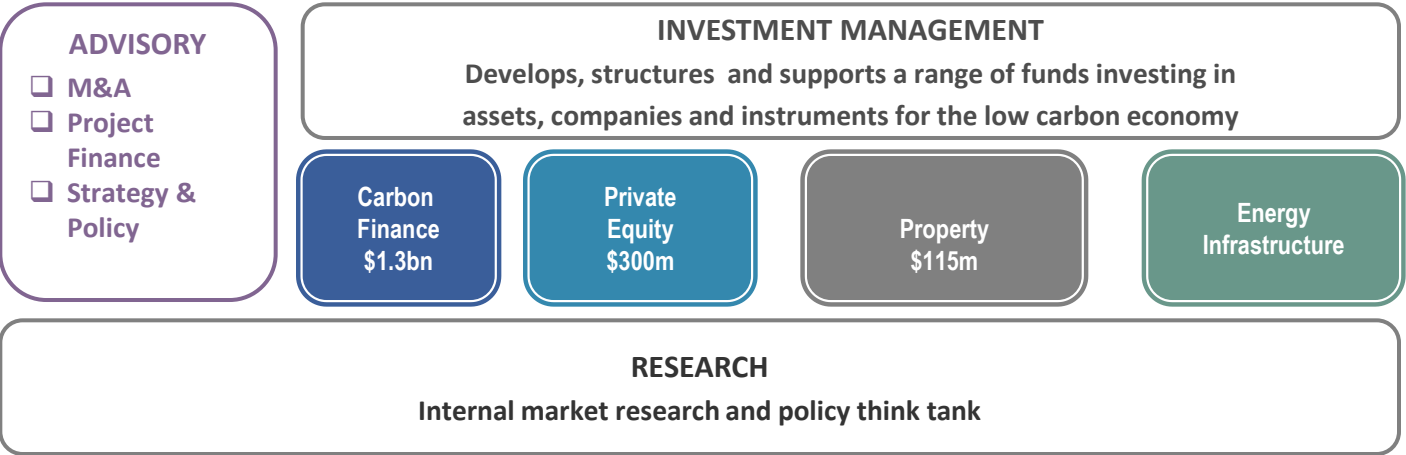 ADVISORY
M&A
Project
Finance
Strategy &
Policy
INVESTMENT MANAGEMENT
Develops, structures and supports a range of funds investing in
assets, companies and instruments for the low carbon economy
Carbon
Finance
$1.3bn
Private
Equity
$300m
Property
$115m
Energy
Infrastructure
RESEARCH
Internal market research and policy think tank